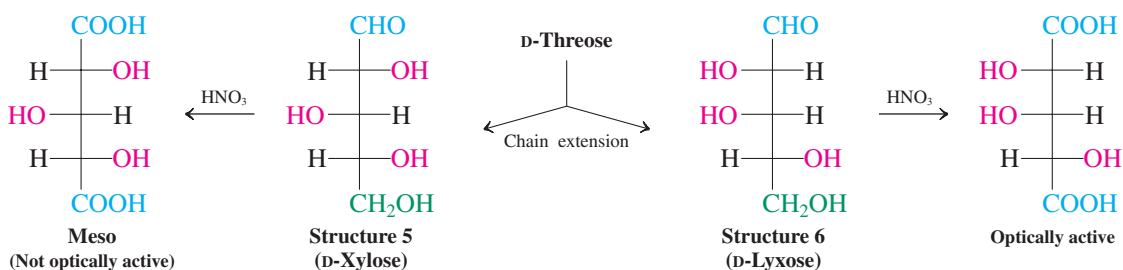 COOH
H OH
HO H
H OH
COOH
Meso
(Not optically active)
HNO₃
CHO
H OH
HO H
H OH
CH₂OH
Structure 5
(D-Xylose)
D-Threose
Chain extension
CHO
HO H
HO H
H OH
CH₂OH
Structure 6
(D-Lyxose)
HNO₃
COOH
HO H
HO H
H OH
COOH
Optically active